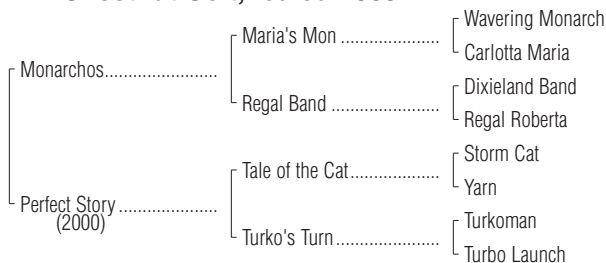 Wavering Monarch
Maria's Mon
Carlotta Maria
Monarchos
Dixieland Band
Regal Band
Regal Roberta
Storm Cat
Tale of the Cat
Yarn
Perfect Story
(2000)
Turkoman
Turko's Turn
Turbo Launch